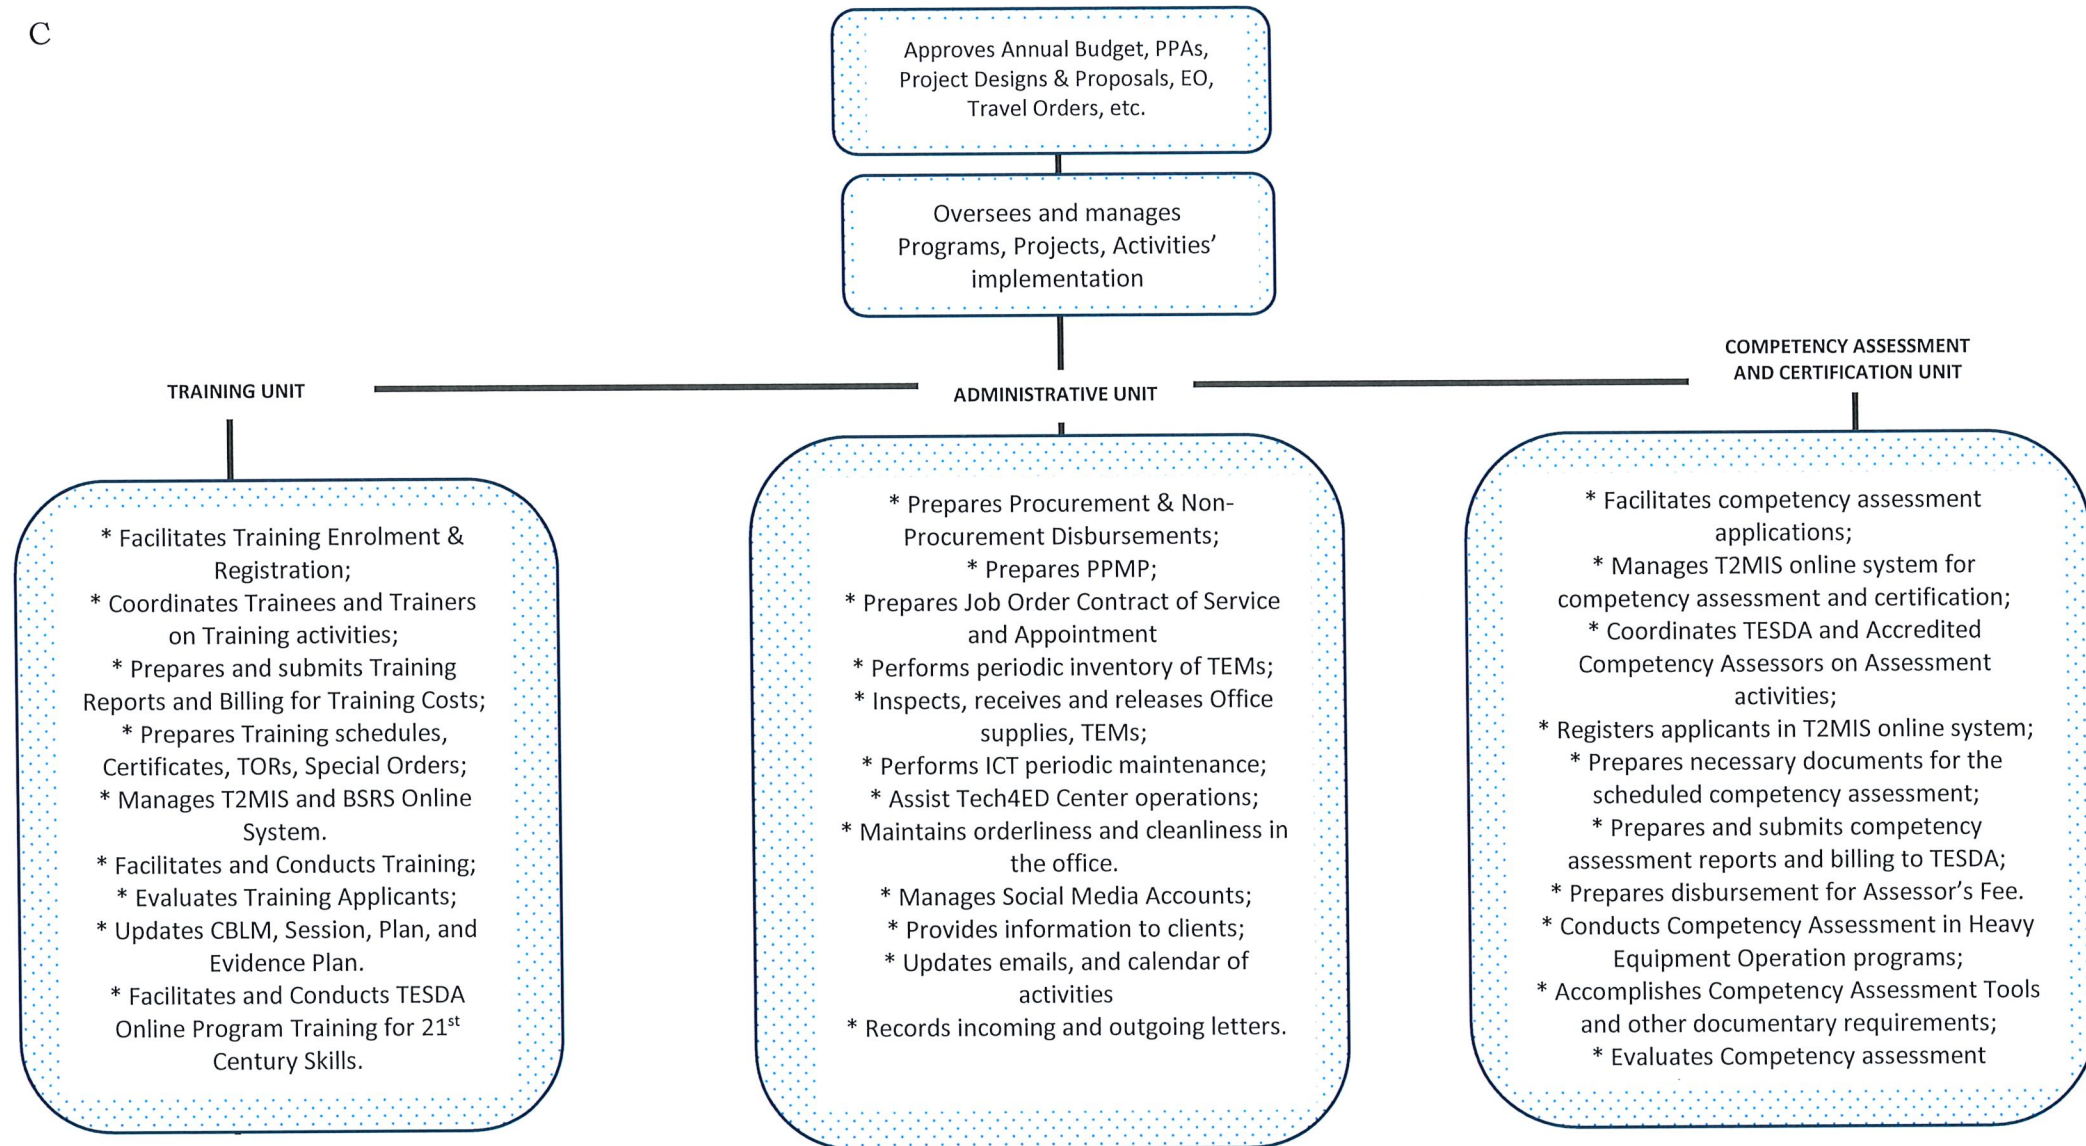 C
Approves Annual Budget, PPAs,
Project Designs & Proposals, EO,
Travel Orders, etc.
Oversees and manages
Programs, Projects, Activities’
implementation
TRAINING UNIT
* Facilitates Training Enrolment &
Registration;
* Coordinates Trainees and Trainers
on Training activities;
* Prepares and submits Training
Reports and Billing for Training Costs;
* Prepares Training schedules,
Certificates, TORs, Special Orders;
* Manages T2MIS and BSRS Online
System.
* Facilitates and Conducts Training;
* Evaluates Training Applicants;
* Updates CBLM, Session, Plan, and
Evidence Plan.
* Facilitates and Conducts TESDA
Online Program Training for 21st
Century Skills.
ADMINISTRATIVE UNIT
* Prepares Procurement & Non-
Procurement Disbursements;
* Prepares PPMP;
* Prepares Job Order Contract of Service
and Appointment
* Performs periodic inventory of TEMs;
* Inspects, receives and releases Office
supplies, TEMs;
* Performs ICT periodic maintenance;
* Assist Tech4ED Center operations;
* Maintains orderliness and cleanliness in
the office.
* Manages Social Media Accounts;
* Provides information to clients;
* Updates emails, and calendar of
activities
* Records incoming and outgoing letters.
COMPETENCY ASSESSMENT
AND CERTIFICATION UNIT
* Facilitates competency assessment
applications;
* Manages T2MIS online system for
competency assessment and certification;
* Coordinates TESDA and Accredited
Competency Assessors on Assessment
activities;
* Registers applicants in T2MIS online system;
* Prepares necessary documents for the
scheduled competency assessment;
* Prepares and submits competency
assessment reports and billing to TESDA;
* Prepares disbursement for Assessor’s Fee.
* Conducts Competency Assessment in Heavy
Equipment Operation programs;
* Accomplishes Competency Assessment Tools
and other documentary requirements;
* Evaluates Competency assessment